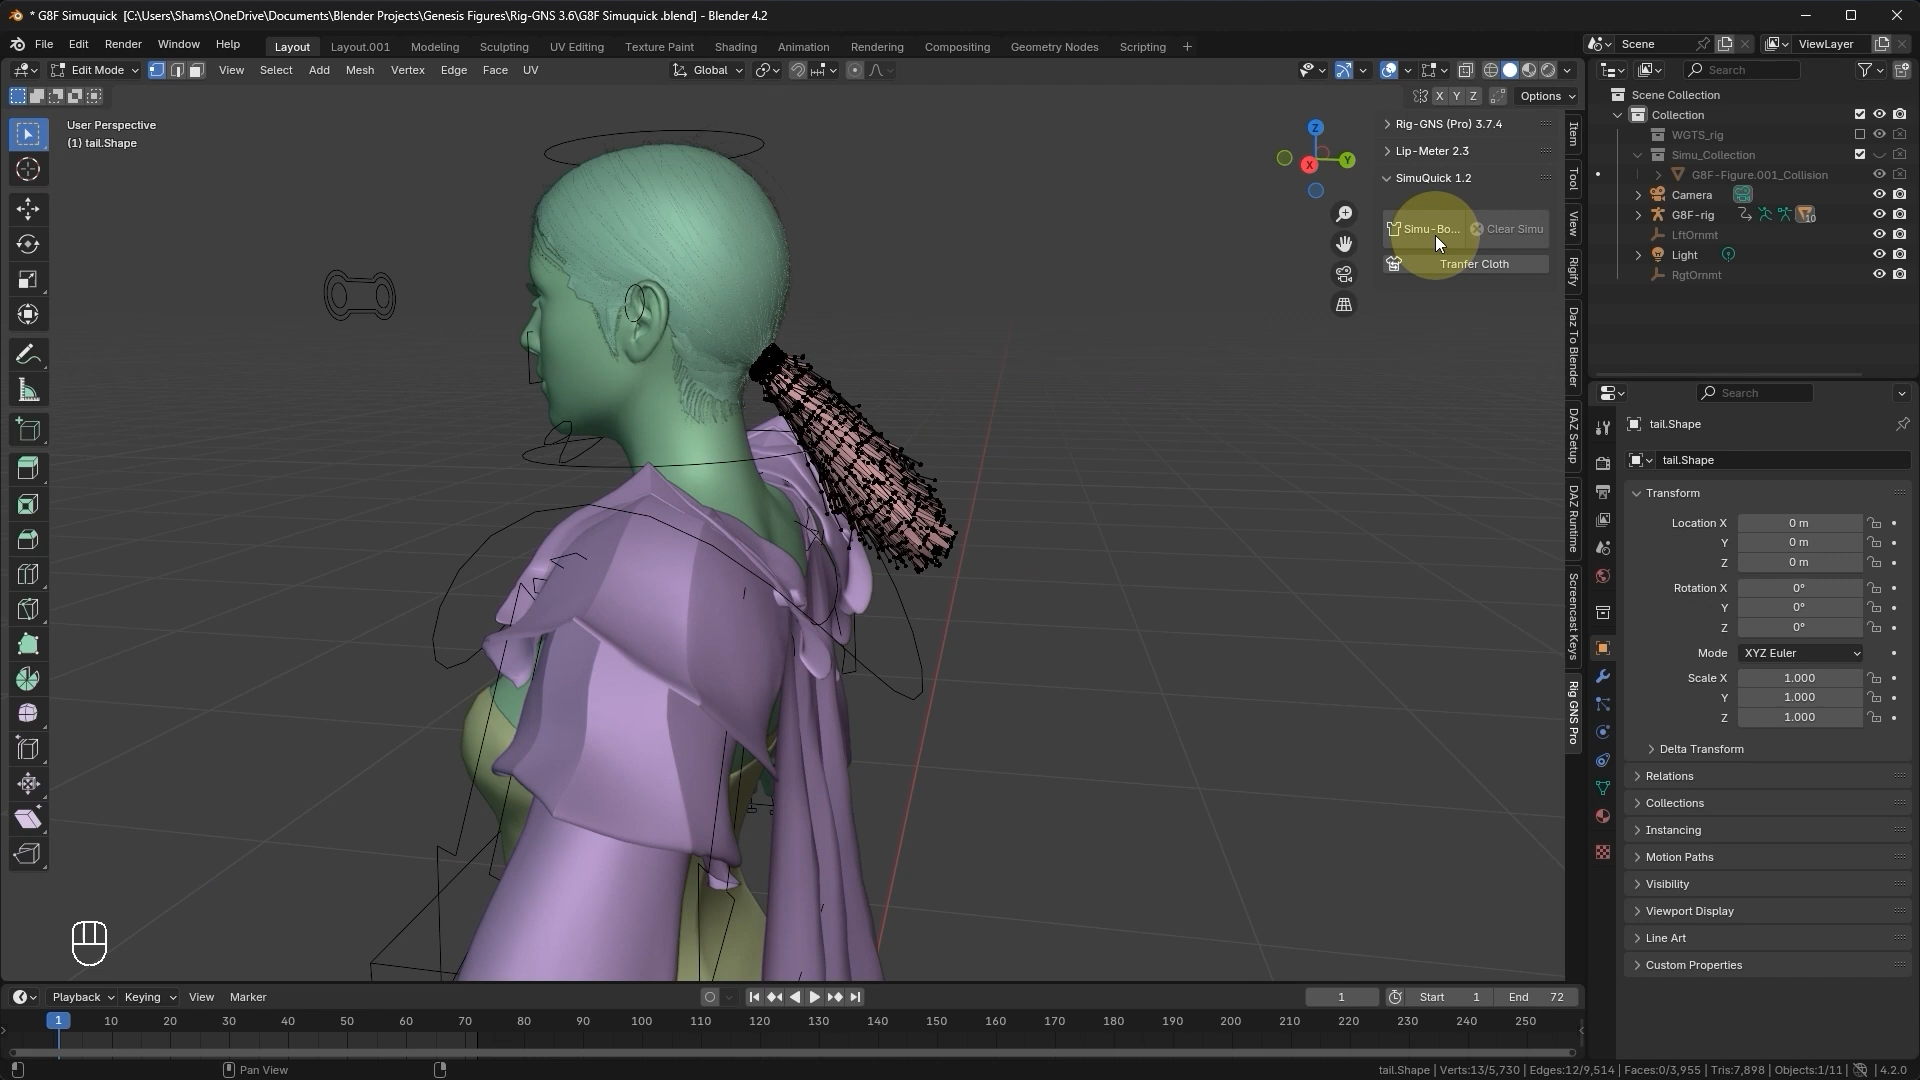 * G8F Simuquick [C:\Users\Shams\OneDrive\Documents\Blender Projects\Genesis Figures\Rig-GNS 3.6\G8F Simuquick .blend] - Blender 4.2
File Edit Render Window Help Layout Layout.001 Modeling Sculpting UV Editing Texture Paint Shading Animation Rendering Compositing Geometry Nodes Scripting + Scene ViewLayer
Edit Mode View Select Add Mesh Vertex Edge Face UV Global Search
X Y Z Options
User Perspective
(1) tail.Shape
Z
Y
X
Rig-GNS (Pro) 3.7.4
Lip-Meter 2.3
SimuQuick 1.2
Simu-Bo... Clear Simu
Tranfer Cloth
Item
Tool
View
Rigify
Daz To Blender
DAZ Setup
DAZ Runtime
Screencast Keys
Rig GNS Pro
Scene Collection
Collection
WGTS_rig
Simu_Collection
G8F-Figure.001_Collision
Camera
G8F-rig 10
LftOrnmt
Light
RgtOrnmt
Search
tail.Shape
tail.Shape
Transform
Location X 0 m
Y 0 m
Z 0 m
Rotation X 0°
Y 0°
Z 0°
Mode XYZ Euler
Scale X 1.000
Y 1.000
Z 1.000
Delta Transform
Relations
Collections
Instancing
Motion Paths
Visibility
Viewport Display
Line Art
Custom Properties
Playback Keying View Marker 1 Start 1 End 72
1 10 20 30 40 50 60 70 80 90 100 110 120 130 140 150 160 170 180 190 200 210 220 230 240 250
Pan View tail.Shape | Verts:13/5,730 | Edges:12/9,514 | Faces:0/3,955 | Tris:7,898 | Objects:1/11 | 4.2.0